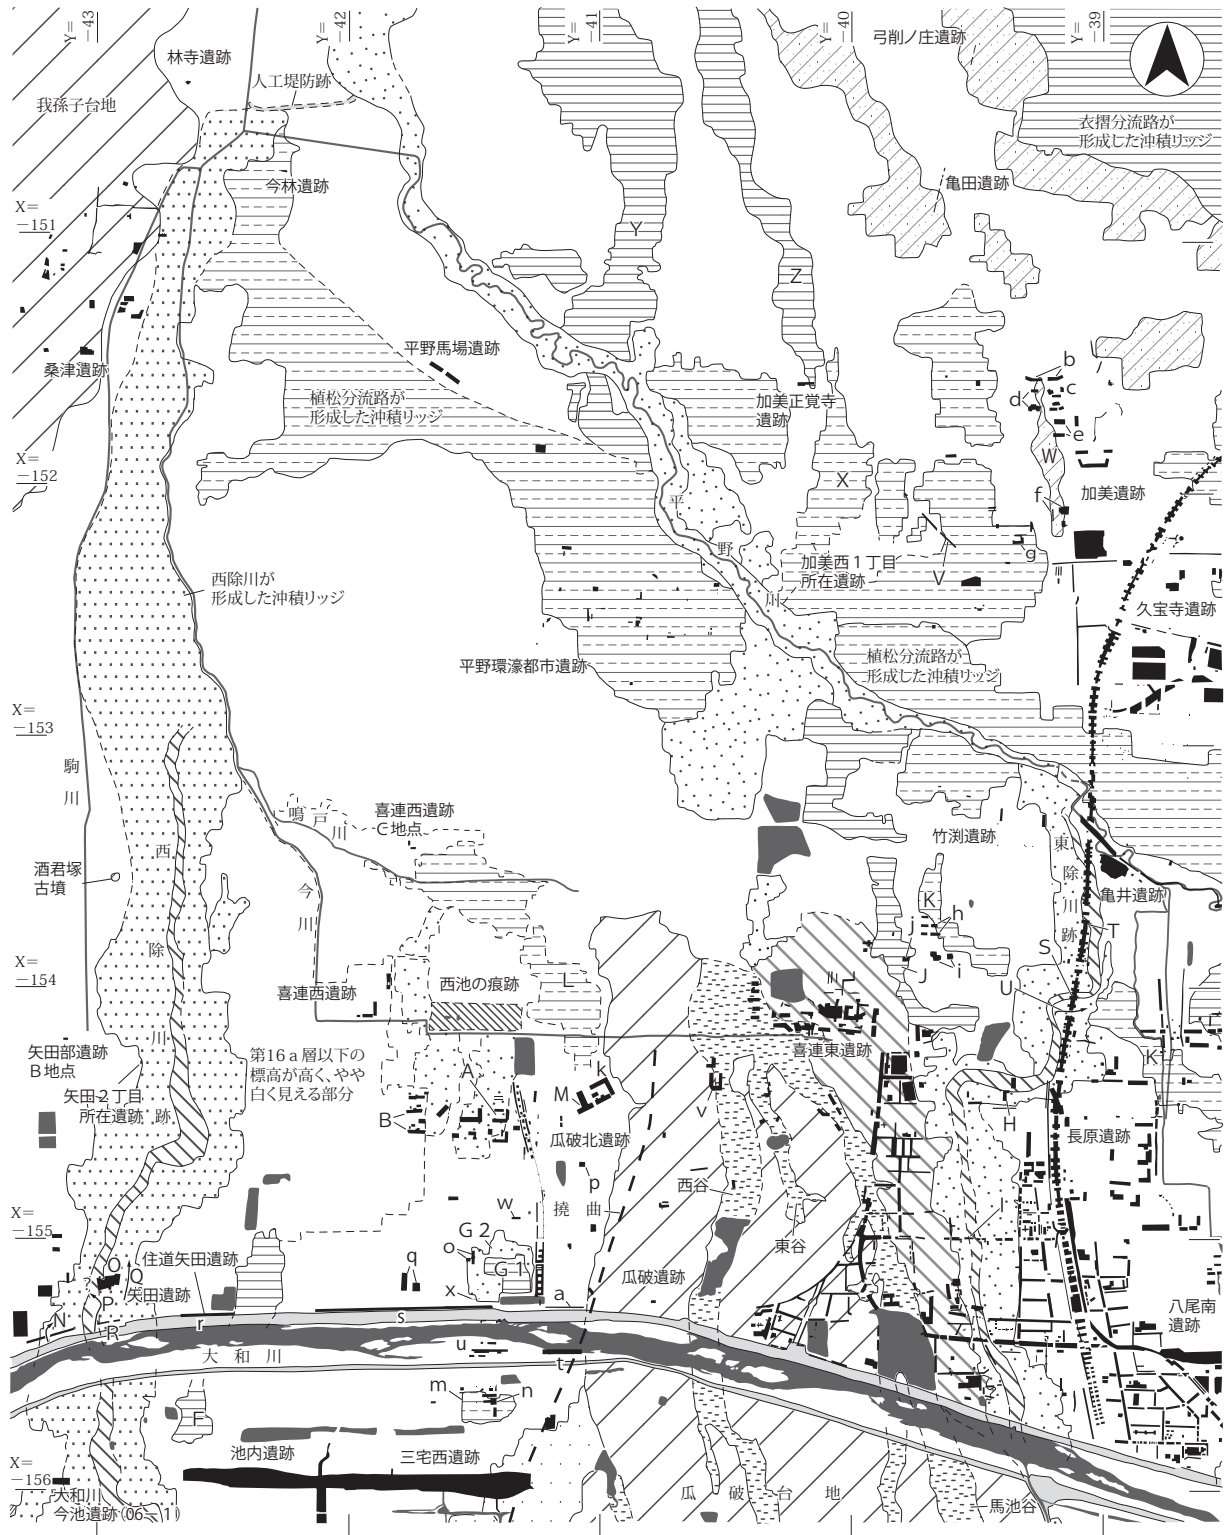 Y=
−43
Y=
−42
Y=
−41
Y=
−40
Y=
−39
林寺遺跡
弓削ノ庄遺跡
人工堤防跡
我孫子台地
衣摺分流路が
形成した沖積リッジ
今林遺跡
亀田遺跡
X=
−151
Y
Z
平野馬場遺跡
桑津遺跡
b
c
d
植松分流路が
形成した沖積リッジ
加美正覚寺
遺跡
e
W
X=
−152
X
f
加美遺跡
平
野
川
加美西1丁目
所在遺跡
V
g
西除川が
形成した沖積リッジ
久宝寺遺跡
平野環濠都市遺跡
植松分流路が
形成した沖積リッジ
X=
−153
駒
川
鳴戸川
喜連西遺跡
C地点
竹渕遺跡
西
除
川
跡
東
除
川
跡
酒君塚
古墳
今
川
亀井遺跡
K
h
j
T
S
X=
−154
西池の痕跡
L
J
i
U
喜連西遺跡
喜連東遺跡
矢田部遺跡
B地点
第16a層以下の
標高が高く、やや
白く見える部分
K
矢田2丁目
所在遺跡
A
k
M
v
B
H
瓜破北遺跡
長原遺跡
p
西谷
X=
−155
w
撓曲
I
G2
o
東谷
住道矢田遺跡
O
Q
q
G1
瓜破遺跡
矢田遺跡
x
a
P
N
R
r
s
八尾南
遺跡
大和川
u
t
m
n
F
池内遺跡
三宅西遺跡
X=
−156
大和川
今池遺跡(06−1)
瓜破台地
馬池谷